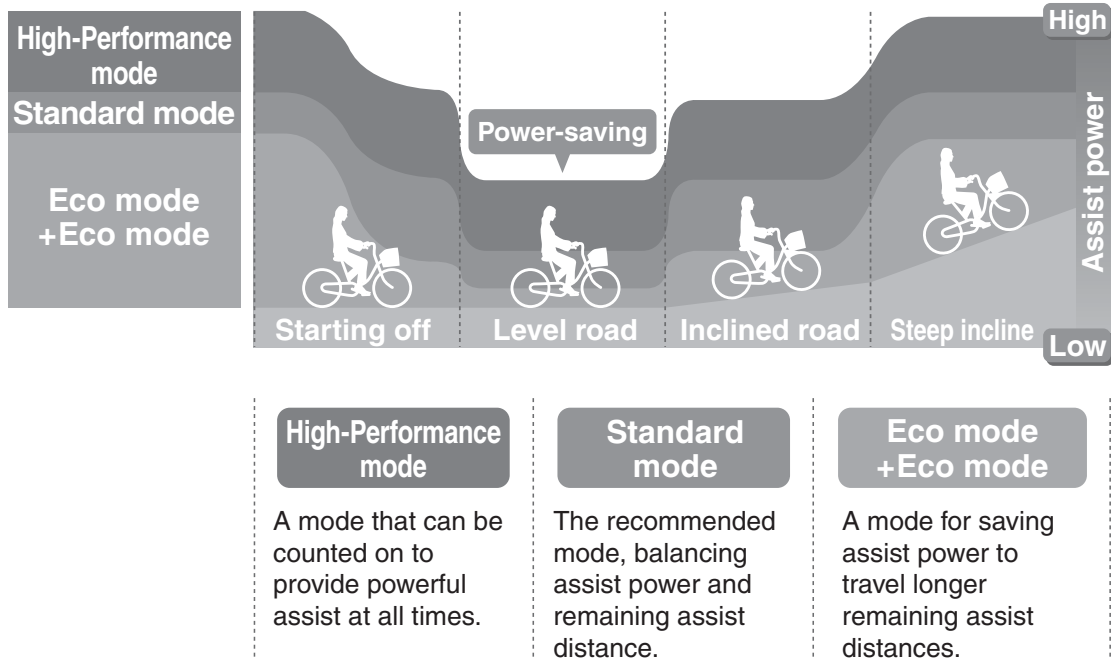 High-Performance
mode
Standard mode
Eco mode
+Eco mode
High
Assist power
Low
Power-saving
Starting off
Level road
Inclined road
Steep incline
High-Performance
mode
A mode that can be
counted on to
provide powerful
assist at all times.
Standard
mode
The recommended
mode, balancing
assist power and
remaining assist
distance.
Eco mode
+Eco mode
A mode for saving
assist power to
travel longer
remaining assist
distances.